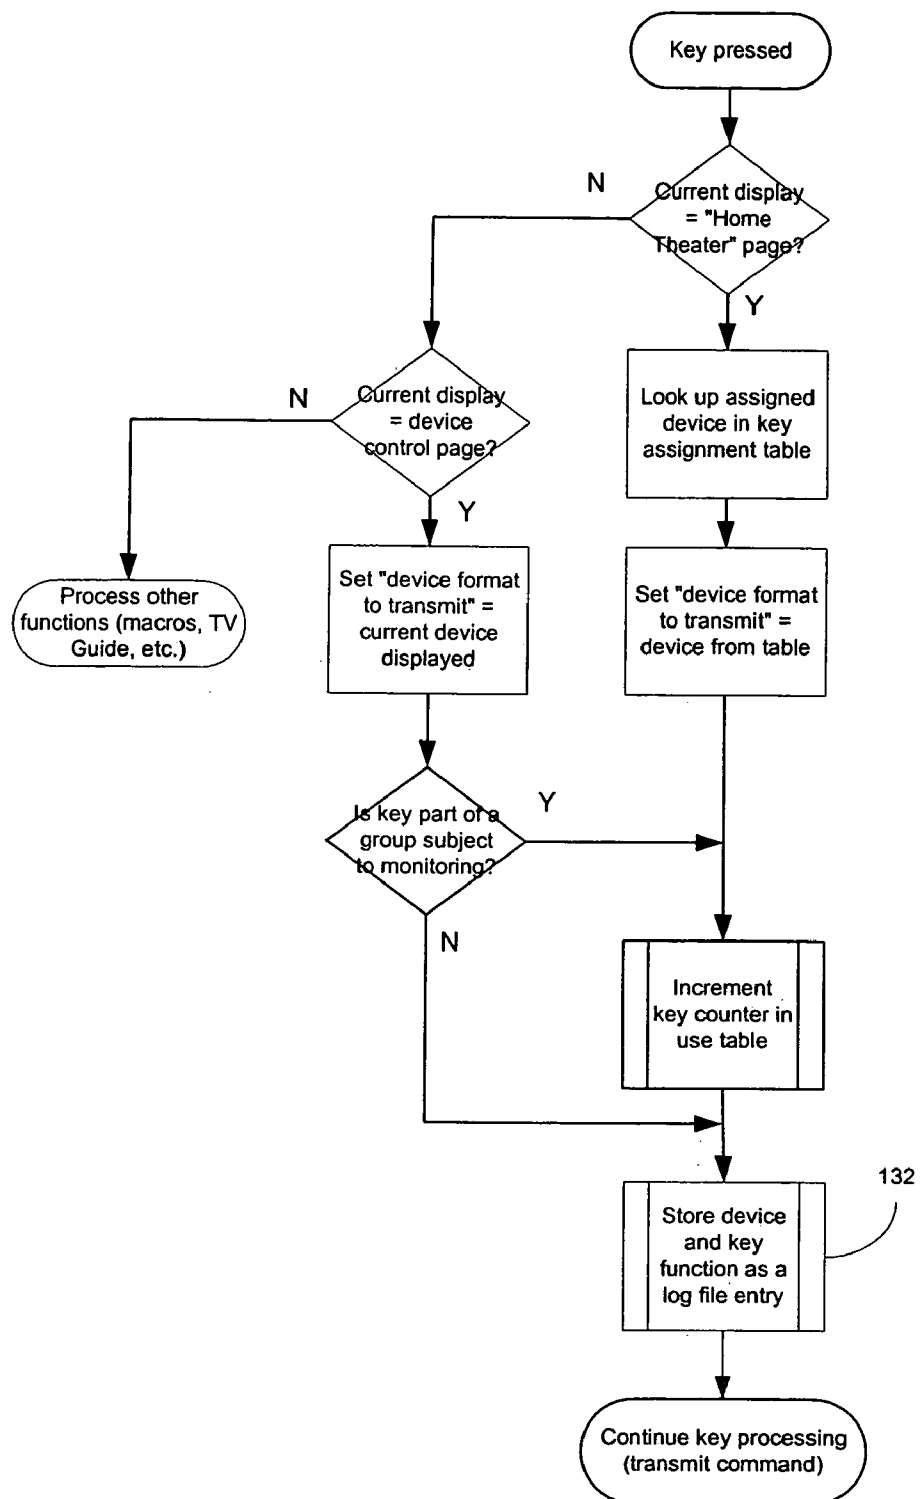 Key pressed
N
Current display
= "Home
Theater" page?
Y
N
Current display
= device
control page?
Look up assigned
device in key
assignment table
Y
Process other
functions (macros, TV
Guide, etc.)
Set "device format
to transmit" =
current device
displayed
Set "device format
to transmit" =
device from table
Is key part of a
group subject
to monitoring?
Y
N
Increment
key counter in
use table
132
Store device
and key
function as a
log file entry
Continue key processing
(transmit command)